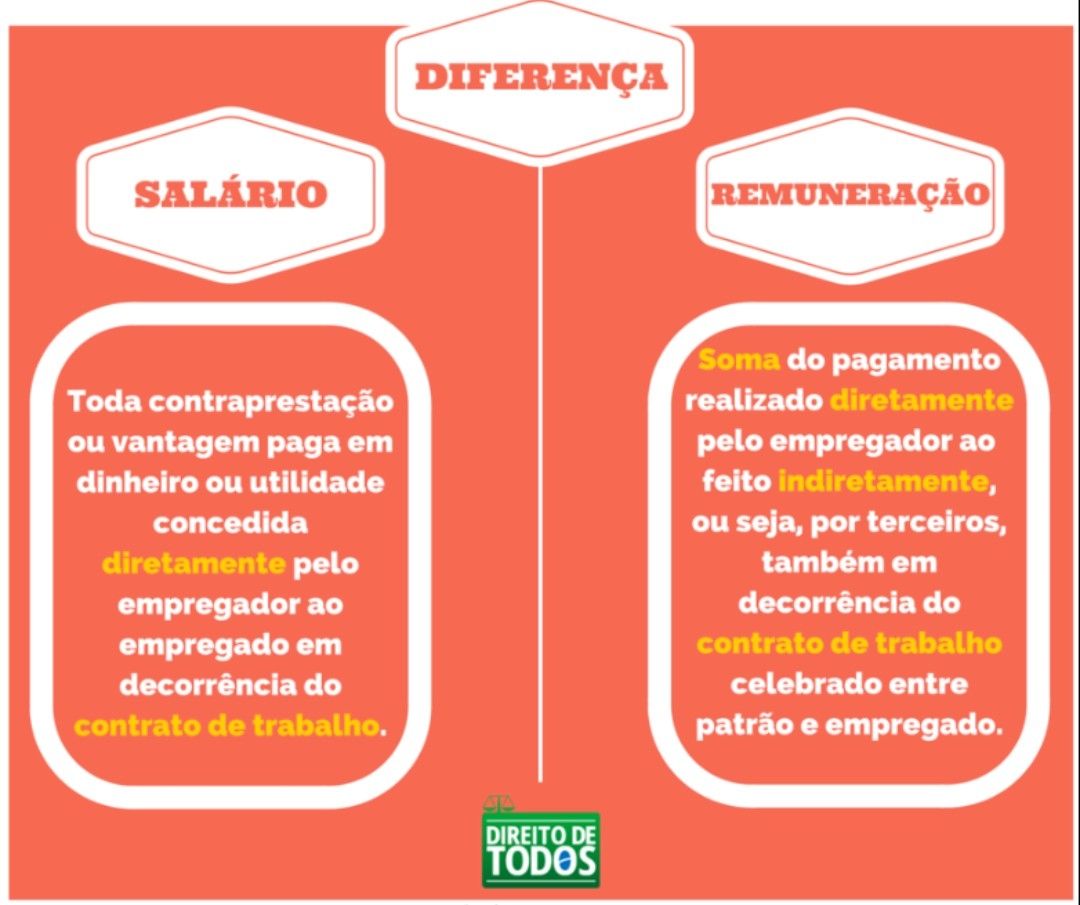 DIFERENÇA
SALÁRIO
Toda contraprestação
ou vantagem paga em
dinheiro ou utilidade
concedida
diretamente pelo
empregador ao
empregado em
decorrência do
contrato de trabalho.
REMUNERAÇÃO
Soma do pagamento
realizado diretamente
pelo empregador ao
feito indiretamente,
ou seja, por terceiros,
também em
decorrência do
contrato de trabalho
celebrado entre
patrão e empregado.
DIREITO DE
TODOS